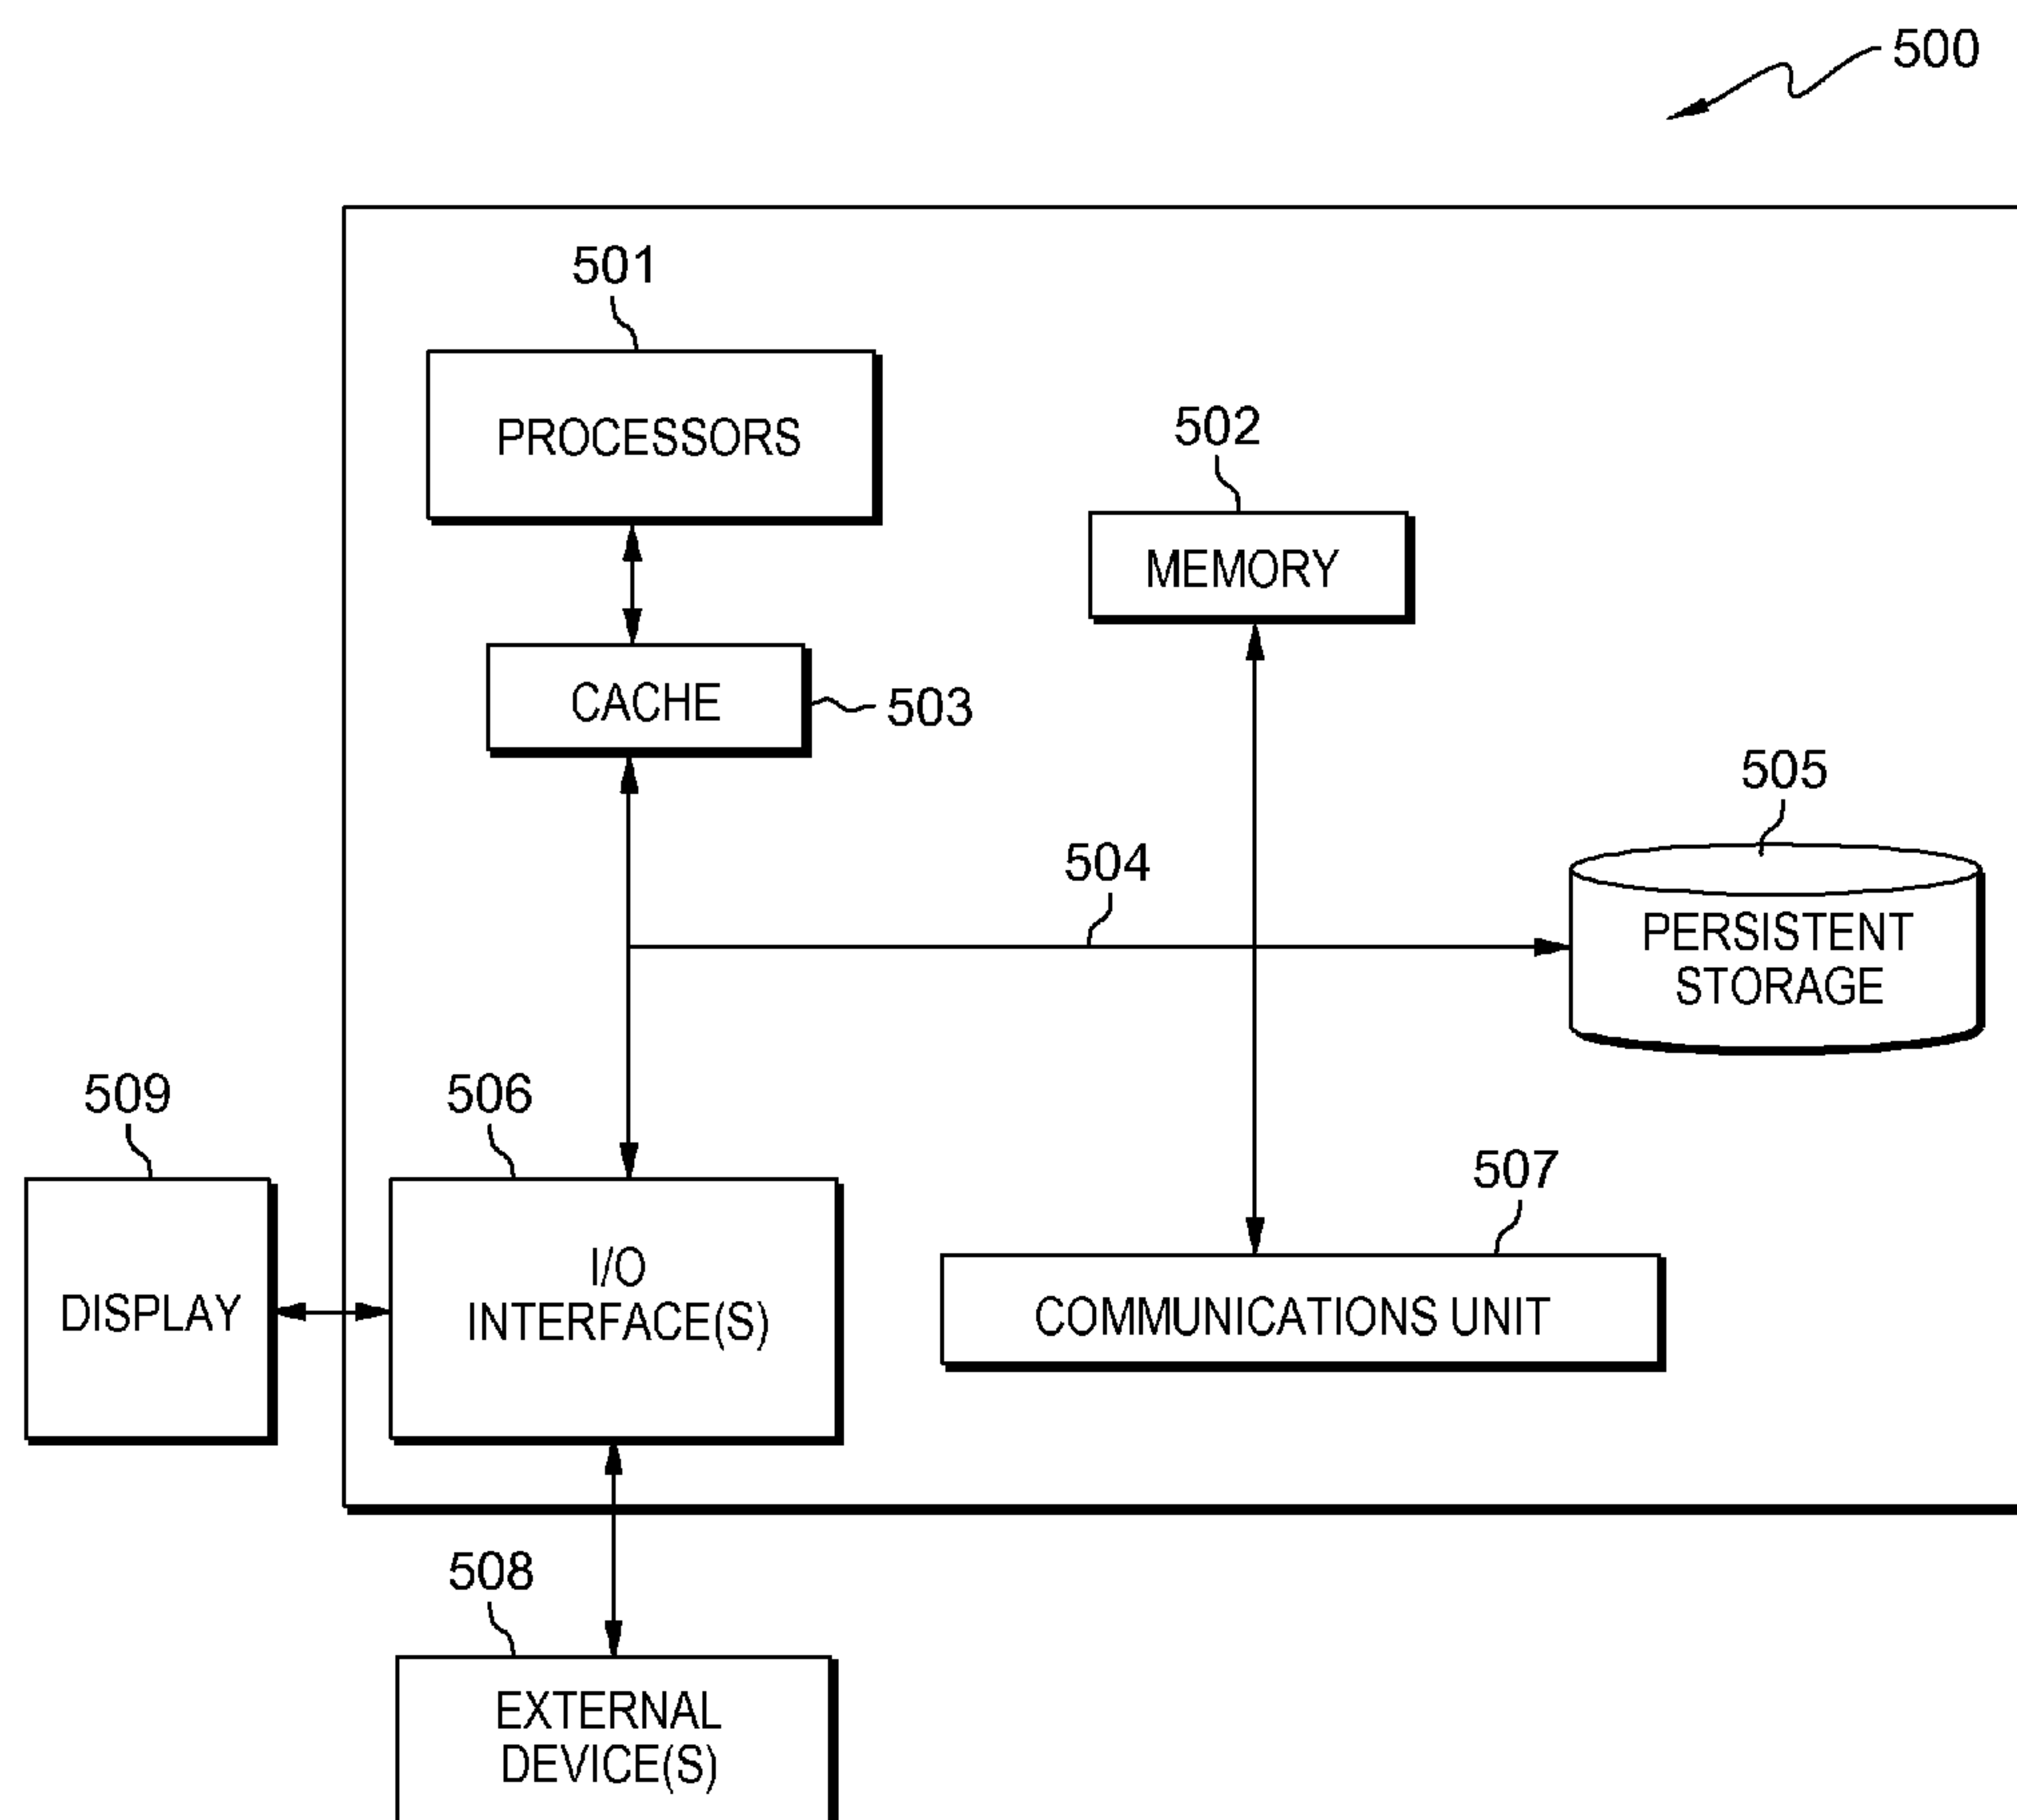 500
501
PROCESSORS
502
MEMORY
CACHE
503
505
504
PERSISTENT
STORAGE
509
506
507
I/O
INTERFACE(S)
DISPLAY
COMMUNICATIONS UNIT
508
EXTERNAL
DEVICE(S)